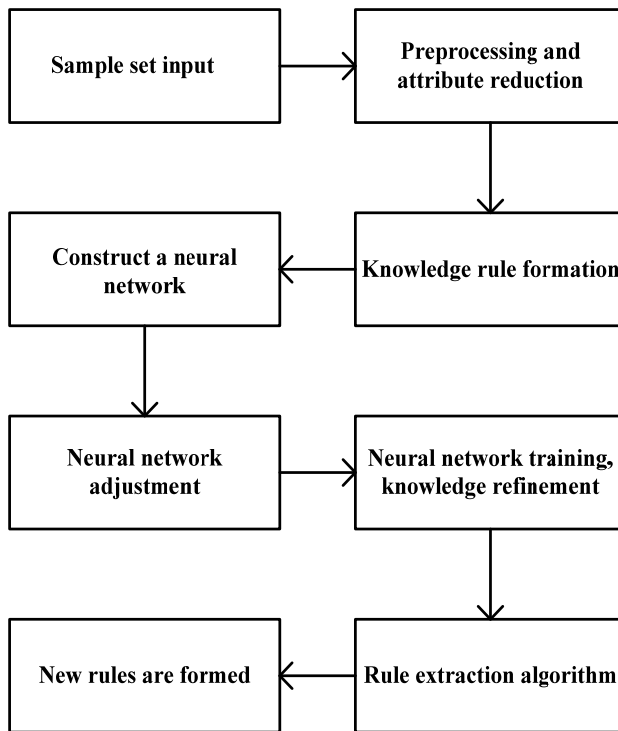 Sample set input
Preprocessing and
attribute reduction
Construct a neural
network
Knowledge rule formation
Neural network
adjustment
Neural network training,
knowledge refinement
New rules are formed
Rule extraction algorithm